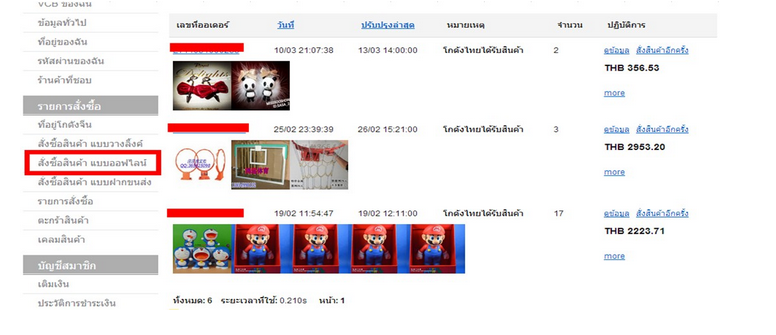 VCB ของฉัน
ข้อมูลทั่วไป
ที่อยู่ของฉัน
รหัสผ่านของฉัน
ร้านค้าที่ชอบ
รายการสั่งซื้อ
ที่อยู่โกดังจีน
สั่งซื้อสินค้า แบบวางลิ้งค์
สั่งซื้อสินค้า แบบออฟไลน์
สั่งซื้อสินค้า แบบฝากขนส่ง
รายการสั่งซื้อ
ตะกร้าสินค้า
เคลมสินค้า
บัญชีสมาชิก
เติมเงิน
ประวัติการชำระเงิน
เลขที่ออเดอร์ วันที่ ปรับปรุงล่าสุด หมายเหตุ จำนวน ปฏิบัติการ
10/03 21:07:38 13/03 14:00:00 โกดังไทยได้รับสินค้า 2 ดูข้อมูล สั่งสินค้าอีกครั้ง
THB 356.53
more
25/02 23:39:39 26/02 15:21:00 โกดังไทยได้รับสินค้า 3 ดูข้อมูล สั่งสินค้าอีกครั้ง
THB 2953.20
more
19/02 11:54:47 19/02 12:11:00 โกดังไทยได้รับสินค้า 17 ดูข้อมูล สั่งสินค้าอีกครั้ง
THB 2223.71
more
ทั้งหมด: 6 ระยะเวลาที่ใช้: 0.210s หน้า: 1